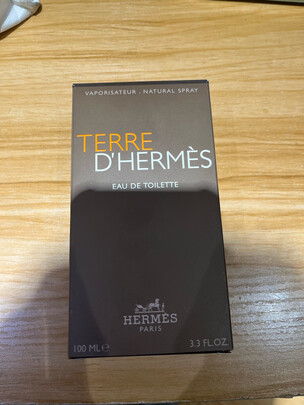 VAPORISATEUR . NATURAL SPRAY
TERRE
D'HERMÈS
EAU DE TOILETTE
HERMÈS
PARIS
100 ML ℮ 3.3 FL.OZ.